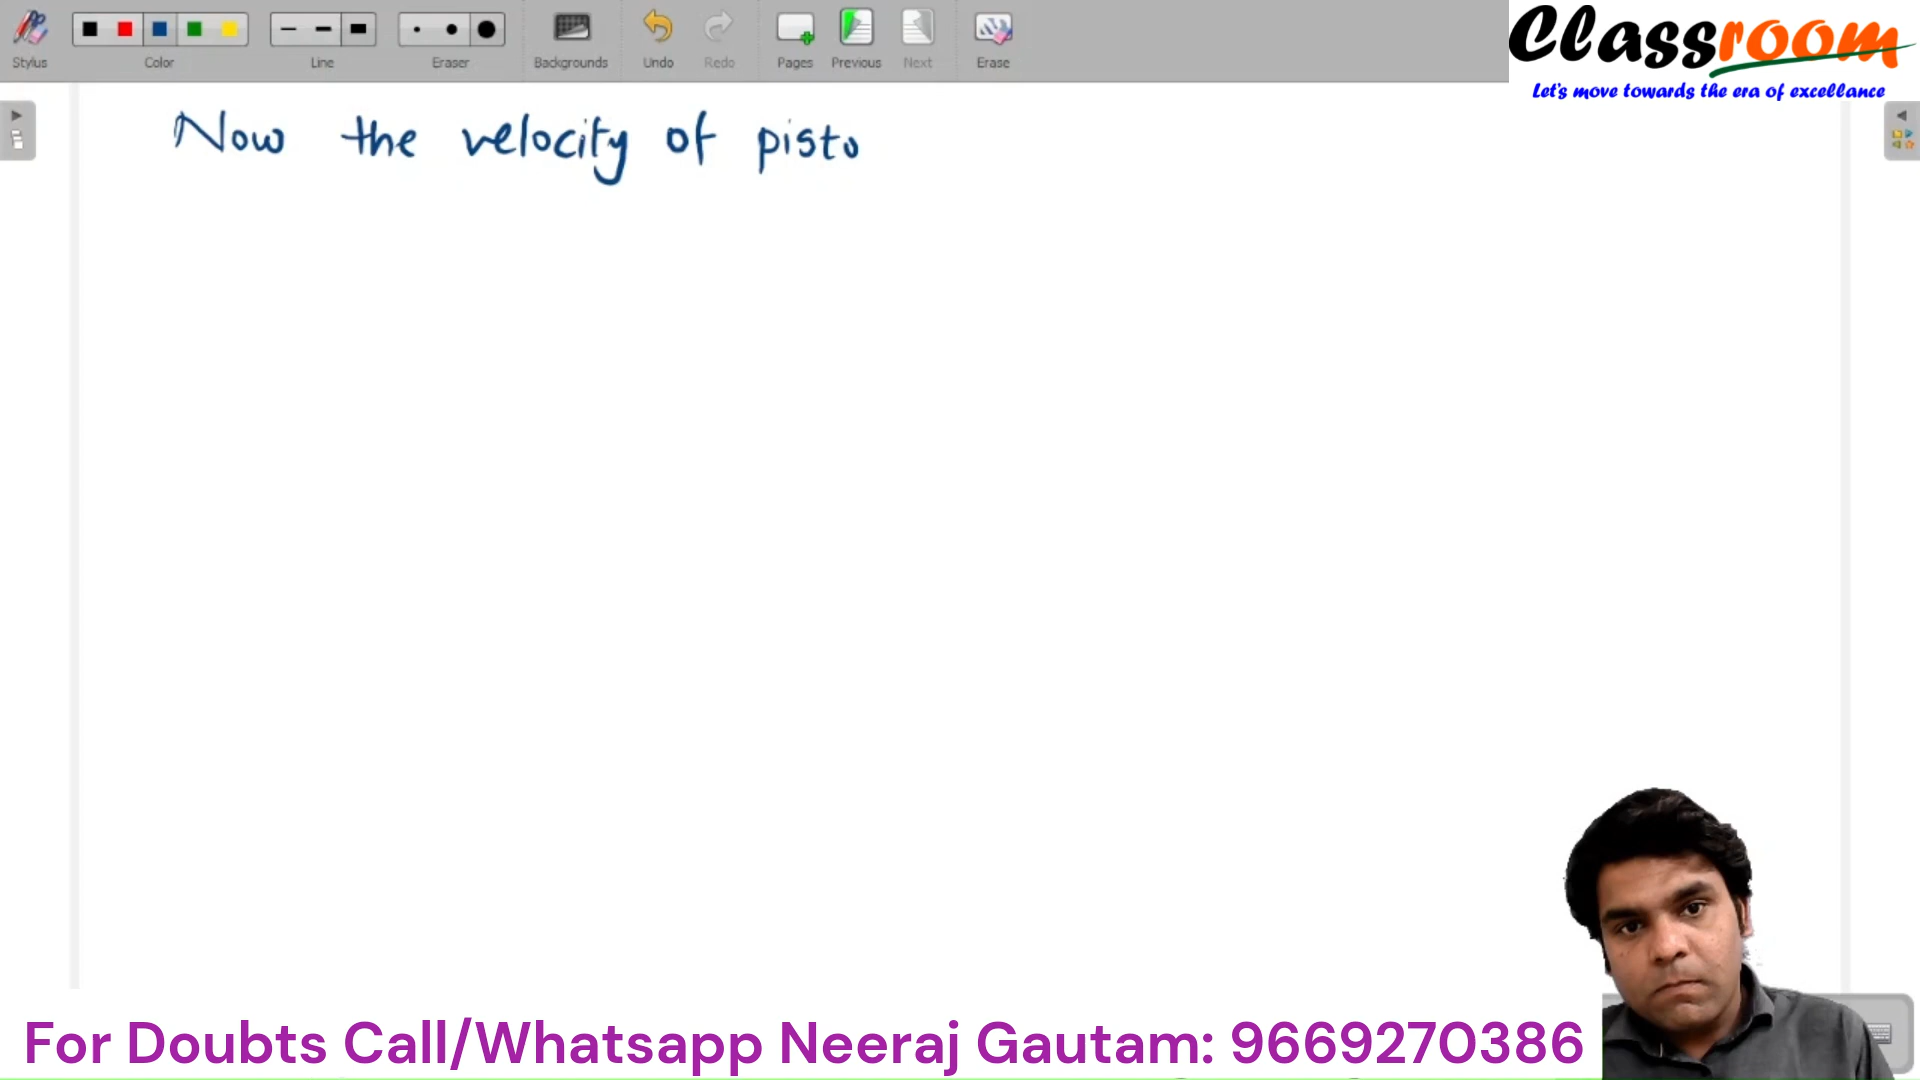 Stylus
Color
Line
Eraser
Backgrounds
Undo
Redo
Pages
Previous
Next
Erase
Classroom
Let's move towards the era of excellance
Now the velocity of pisto
For Doubts Call/Whatsapp Neeraj Gautam: 9669270386